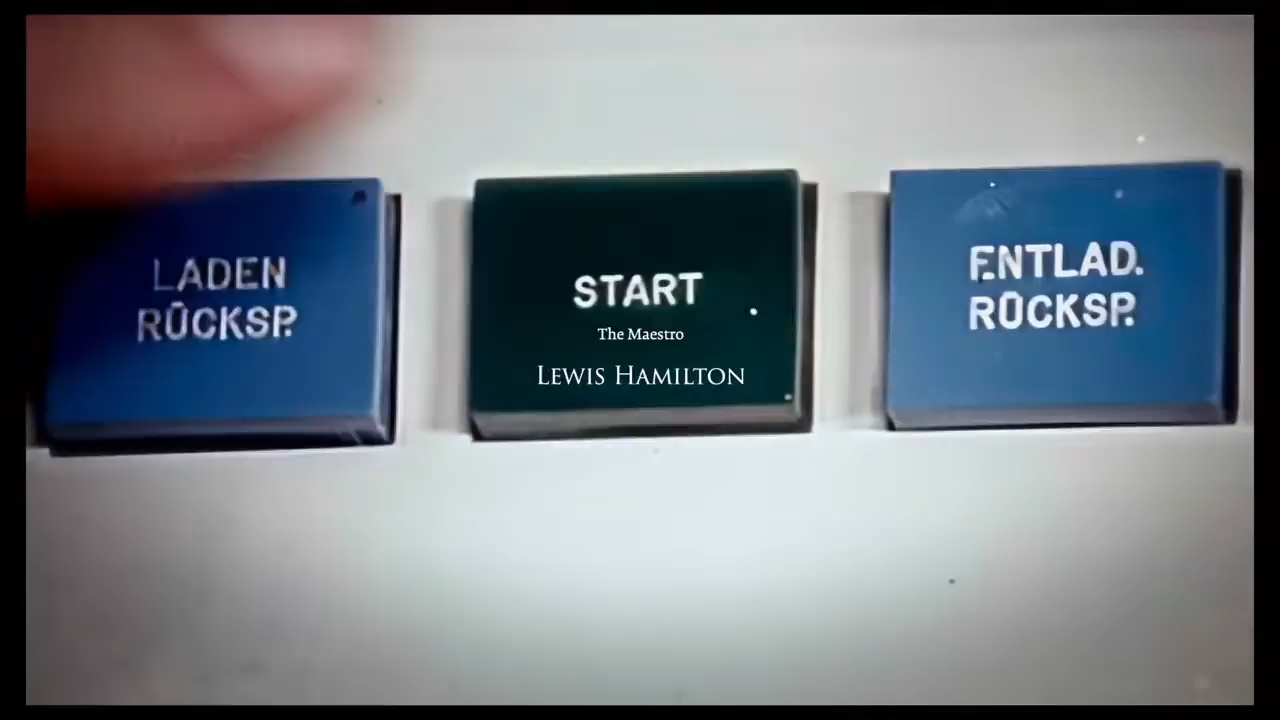 LADEN
RÜCKSP.
START
The Maestro
LEWIS HAMILTON
ENTLAD.
RÜCKSP.